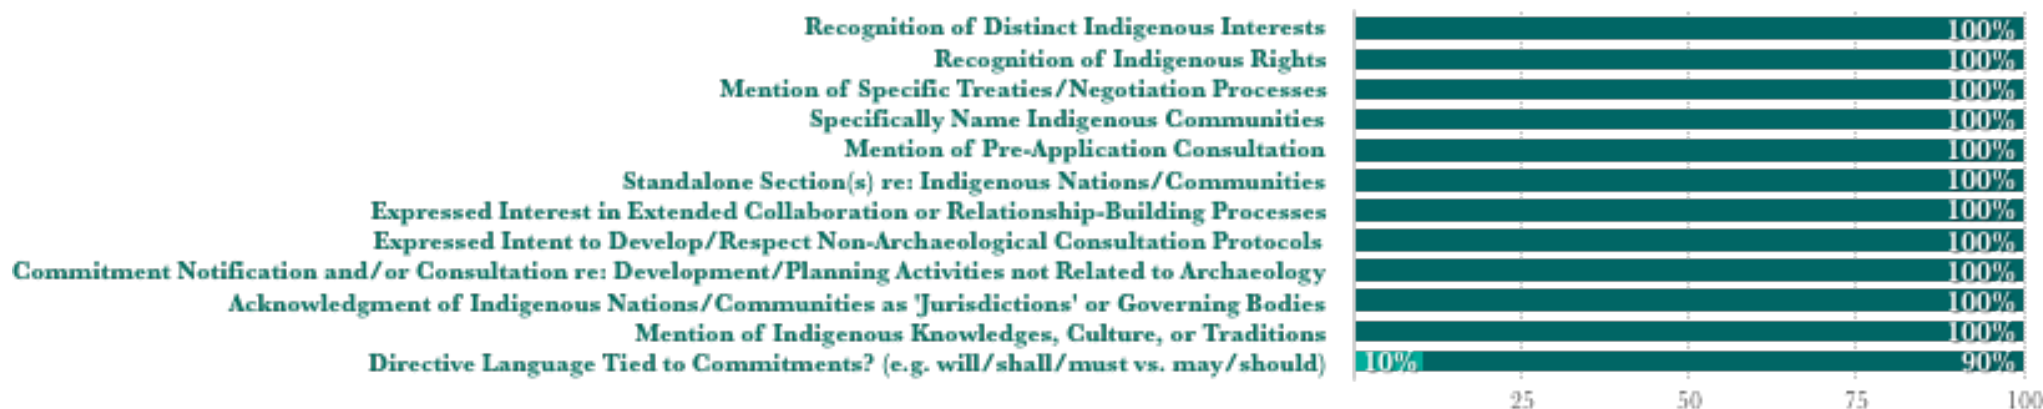 Recognition of Distinct Indigenous Interests 100%
Recognition of Indigenous Rights 100%
Mention of Specific Treaties/Negotiation Processes 100%
Specifically Name Indigenous Communities 100%
Mention of Pre-Application Consultation 100%
Standalone Section(s) re: Indigenous Nations/Communities 100%
Expressed Interest in Extended Collaboration or Relationship-Building Processes 100%
Expressed Intent to Develop/Respect Non-Archaeological Consultation Protocols 100%
Commitment Notification and/or Consultation re: Development/Planning Activities not Related to Archaeology 100%
Acknowledgment of Indigenous Nations/Communities as 'Jurisdictions' or Governing Bodies 100%
Mention of Indigenous Knowledges, Culture, or Traditions 100%
Directive Language Tied to Commitments? (e.g. will/shall/must vs. may/should) 10% 90%
25 50 75 100